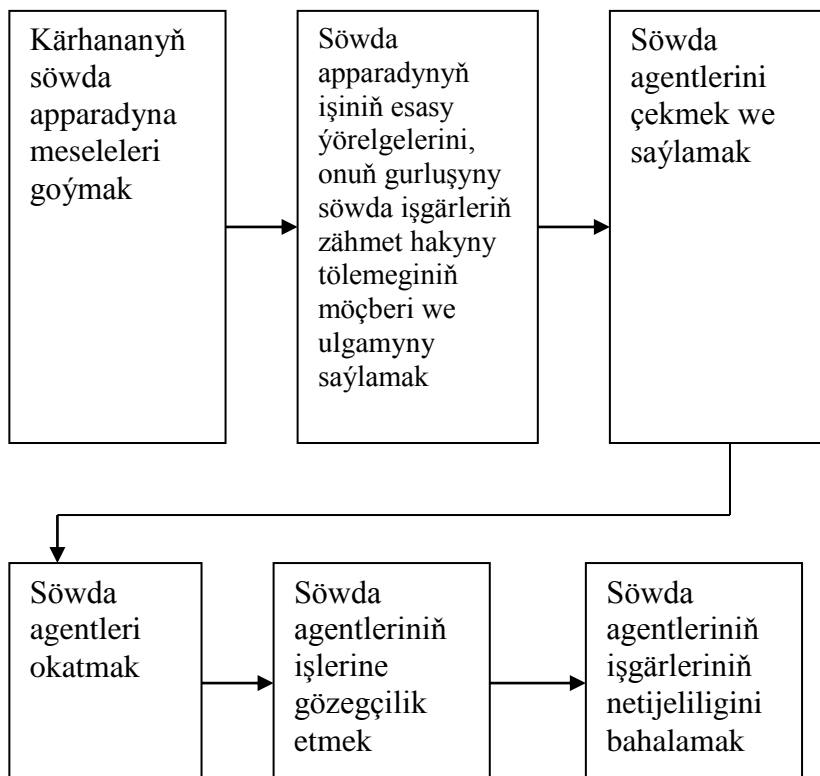 Kärhananyň
söwda
apparadyna
meseleleri
goýmak
Söwda
apparadynyň
işiniň esasy
ýörelgelerini,
onuň gurluşyny
söwda işgärleriň
zähmet hakyny
tölemeginiň
möçberi we
ulgamyny
saýlamak
Söwda
agentlerini
çekmek we
saýlamak
Söwda
agentleri
okatmak
Söwda
agentleriniň
işlerine
gözegçilik
etmek
Söwda
agentleriniň
işgärleriniň
netijeliligini
bahalamak